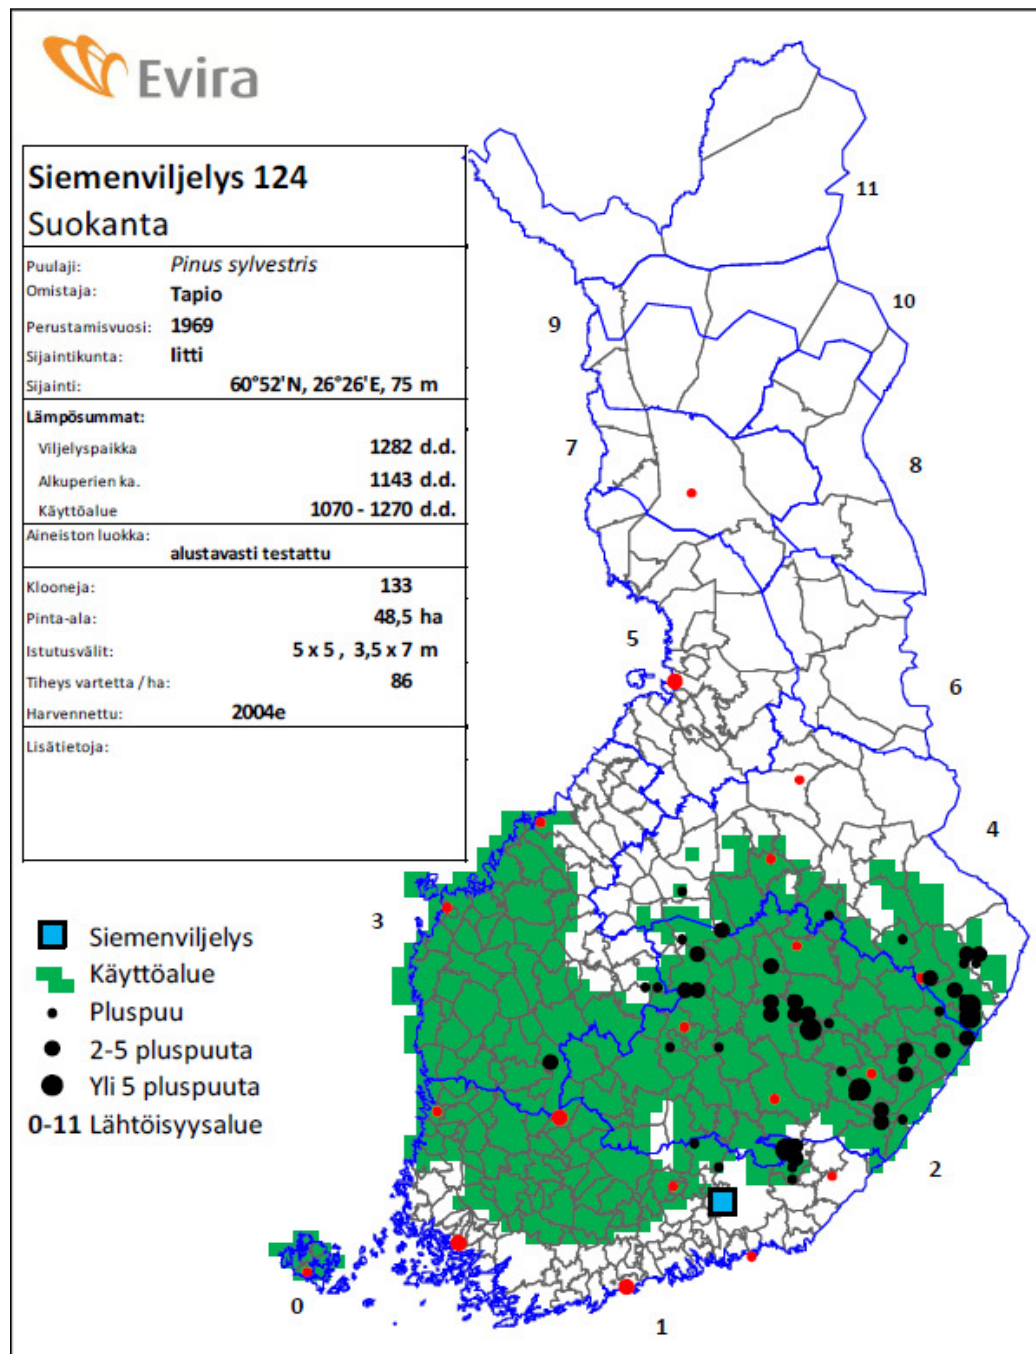 Evira
Siemenviljelys 124
Suokanta
Puulaji: Pinus sylvestris
Omistaja: Tapio
Perustamisvuosi: 1969
Sijaintikunta: Iitti
Sijainti: 60°52'N, 26°26'E, 75 m
Lämpösummat:
Viljelyspaikka 1282 d.d.
Alkuperien ka. 1143 d.d.
Käyttöalue 1070 - 1270 d.d.
Aineiston luokka:
alustavasti testattu
Klooneja: 133
Pinta-ala: 48,5 ha
Istutusvälit: 5 x 5 , 3,5 x 7 m
Tiheys vartetta / ha: 86
Harvennettu: 2004e
Lisätietoja:
Siemenviljelys
Käyttöalue
Pluspuu
2-5 pluspuuta
Yli 5 pluspuuta
0-11 Lähtöisyysalue
11
10
9
7
8
5
6
4
3
2
0
1